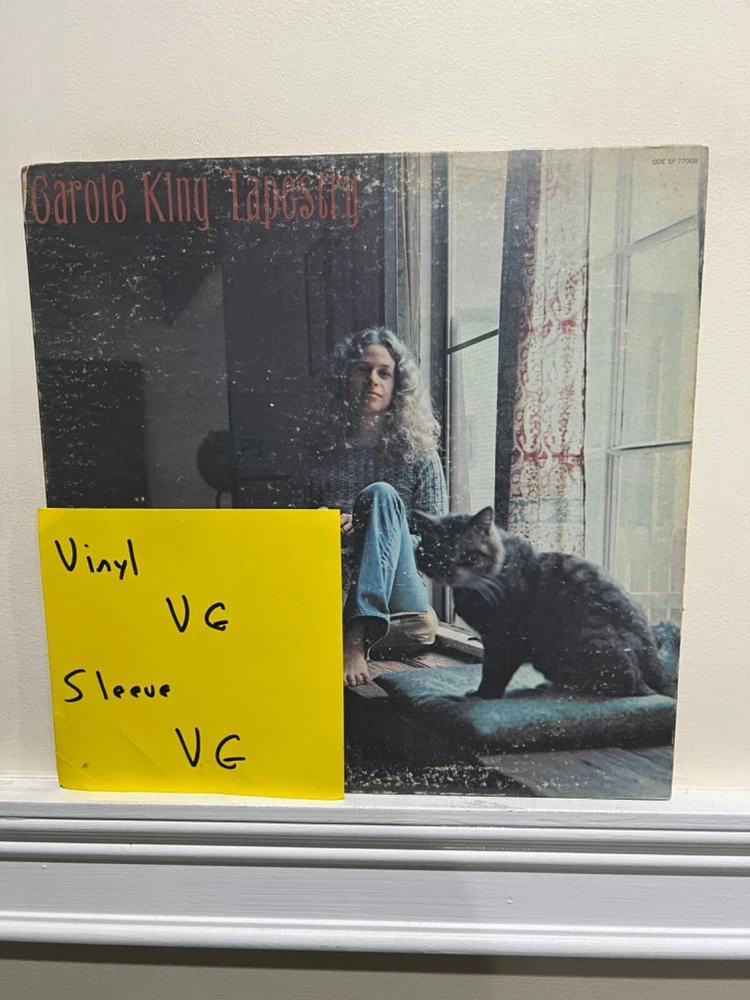 Carole King Tapestry
ODE SP 77009
Vinyl
VG
Sleeve
VG